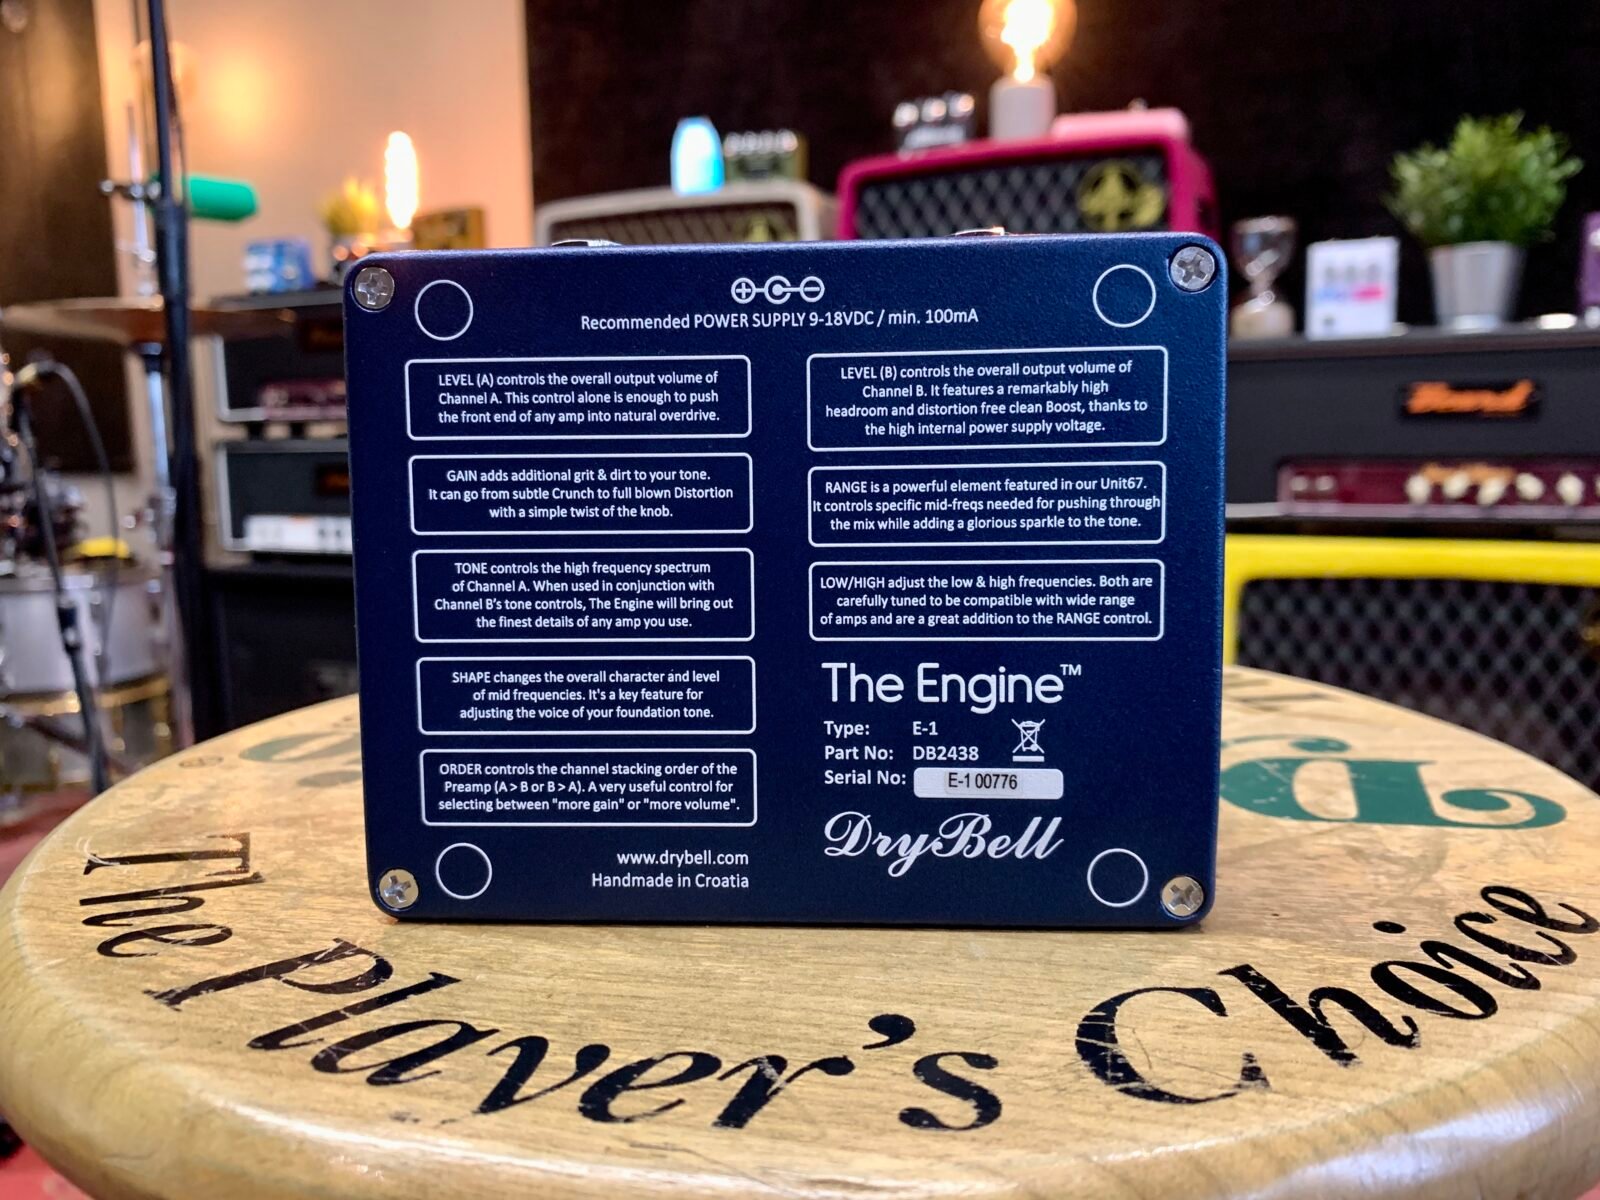 Recommended POWER SUPPLY 9-18VDC / min. 100mA
LEVEL (A) controls the overall output volume of
Channel A. This control alone is enough to push
the front end of any amp into natural overdrive.
GAIN adds additional grit & dirt to your tone.
It can go from subtle Crunch to full blown Distortion
with a simple twist of the knob.
TONE controls the high frequency spectrum
of Channel A. When used in conjunction with
Channel B's tone controls, The Engine will bring out
the finest details of any amp you use.
SHAPE changes the overall character and level
of mid frequencies. It's a key feature for
adjusting the voice of your foundation tone.
ORDER controls the channel stacking order of the
Preamp (A > B or B > A). A very useful control for
selecting between "more gain" or "more volume".
www.drybell.com
Handmade in Croatia
LEVEL (B) controls the overall output volume of
Channel B. It features a remarkably high
headroom and distortion free clean Boost, thanks to
the high internal power supply voltage.
RANGE is a powerful element featured in our Unit67.
It controls specific mid-freqs needed for pushing through
the mix while adding a glorious sparkle to the tone.
LOW/HIGH adjust the low & high frequencies. Both are
carefully tuned to be compatible with wide range
of amps and are a great addition to the RANGE control.
The Engine™
Type: E-1
Part No: DB2438
Serial No: E-1 00776
DryBell
The Player's Choice